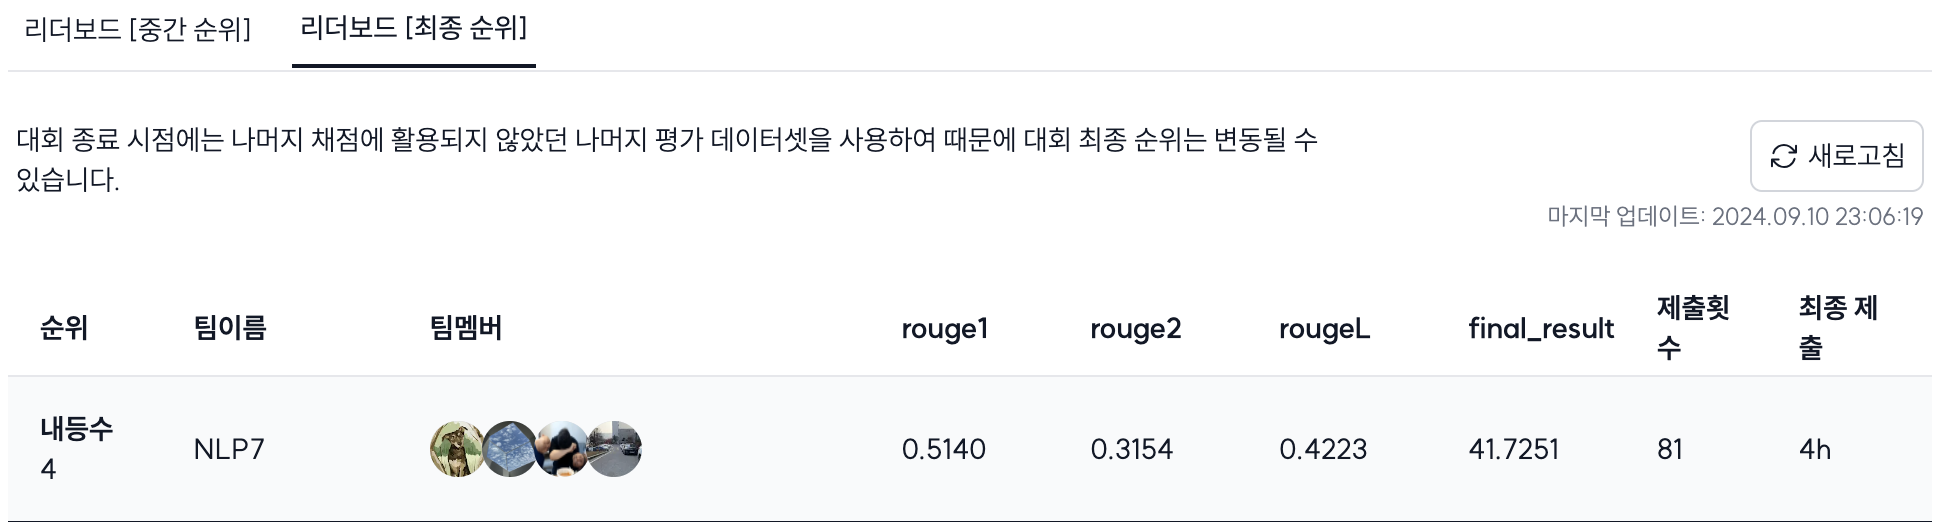 리더보드 [중간 순위] 리더보드 [최종 순위]
대회 종료 시점에는 나머지 채점에 활용되지 않았던 나머지 평가 데이터셋을 사용하여 때문에 대회 최종 순위는 변동될 수
있습니다.
새로고침
마지막 업데이트: 2024.09.10 23:06:19
순위 팀이름 팀멤버 rouge1 rouge2 rougeL final_result 제출횟
수 최종 제
출
내등수
4 NLP7 0.5140 0.3154 0.4223 41.7251 81 4h